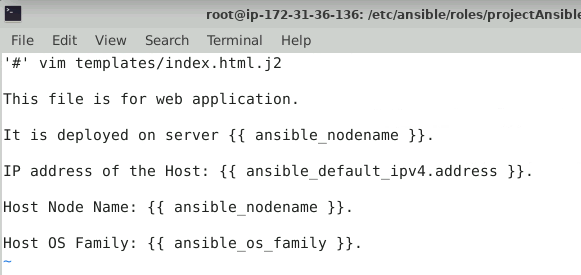 root@ip-172-31-36-136: /etc/ansible/roles/projectAnsible
File Edit View Search Terminal Help
'#' vim templates/index.html.j2
This file is for web application.
It is deployed on server {{ ansible_nodename }}.
IP address of the Host: {{ ansible_default_ipv4.address }}.
Host Node Name: {{ ansible_nodename }}.
Host OS Family: {{ ansible_os_family }}.
~